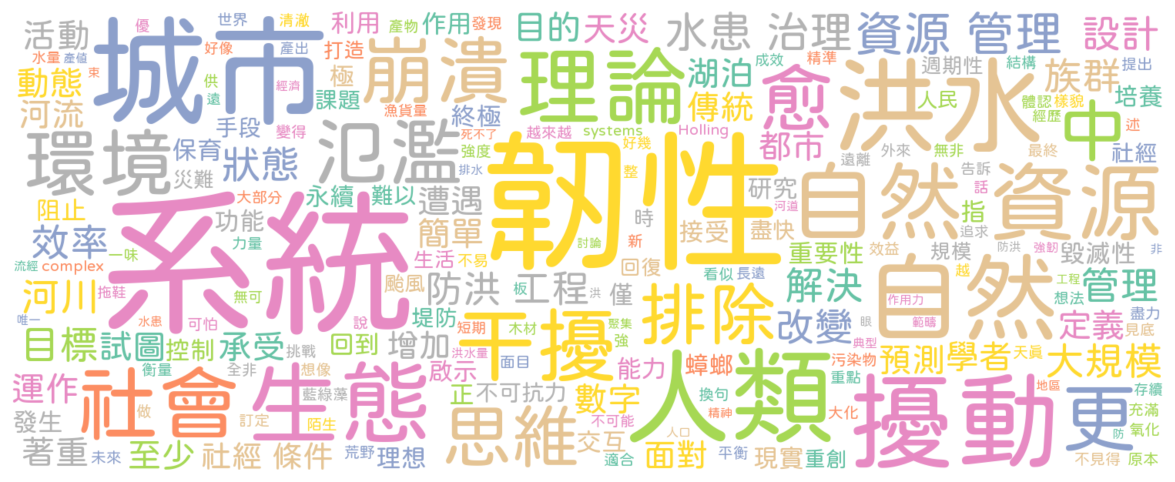 活動 優 世界 清澈 利用 產物 作用 發現 目的 天災 水患 治理 資源 管理 設計
水量 產值 城市 好像 產出 打造 崩潰 理論 湖泊 成效 精準 愈 週期性 洪水 結構 族群 提出
動態 束 供 遠 經濟 課題 極 漁貨量 傳統 人民 體認 樣貌 培養
河流 手段 變得 終極 死不了 越來越 systems Holling 都市 經歷 中 述
環境 保育 狀態 氾濫 強度 好幾 韌性 遠離 外來 無非 最終 社經
災難 大部分 永續 難以 排水 整 研究 告訴 自然 資源
阻止 系統 功能 遭遇 時 河道 話 指 追求
效率 一味 力量 簡單 討論 新 接受 盡快 重要性 效益 規模 防洪 強韌 毀滅性 非
流經 complex 拖鞋 無可 颱風 生活 不易 回復 看似 長遠 解決 越 自然 工程 管理
河川 防洪 工程 板 洪 僅 排除 作用力 想法
唯一 水患 可怕 說 堤防 短期 木材 聚集 改變 眼 範疇 定義 盡力
目標 試圖 控制 承受 回到 增加 洪水量 干擾 強 典型 見底
衡量 全非 挑戰 想像 啟示 面目 能力 人類 蟑螂 污染物 預測 學者 天真 大規模
運作 社會 生態 藍綠藻 正 不可抗力 數字 換句 重點 擾動 地區 更 存續
發生 做 訂定 陌生 思維 不可能 精神 大化 充滿 氧化
著重 未來 至少 社經 條件 荒野 理想 交互 適合 面對 人口 平衡 現實 重創 防 不見得 原本